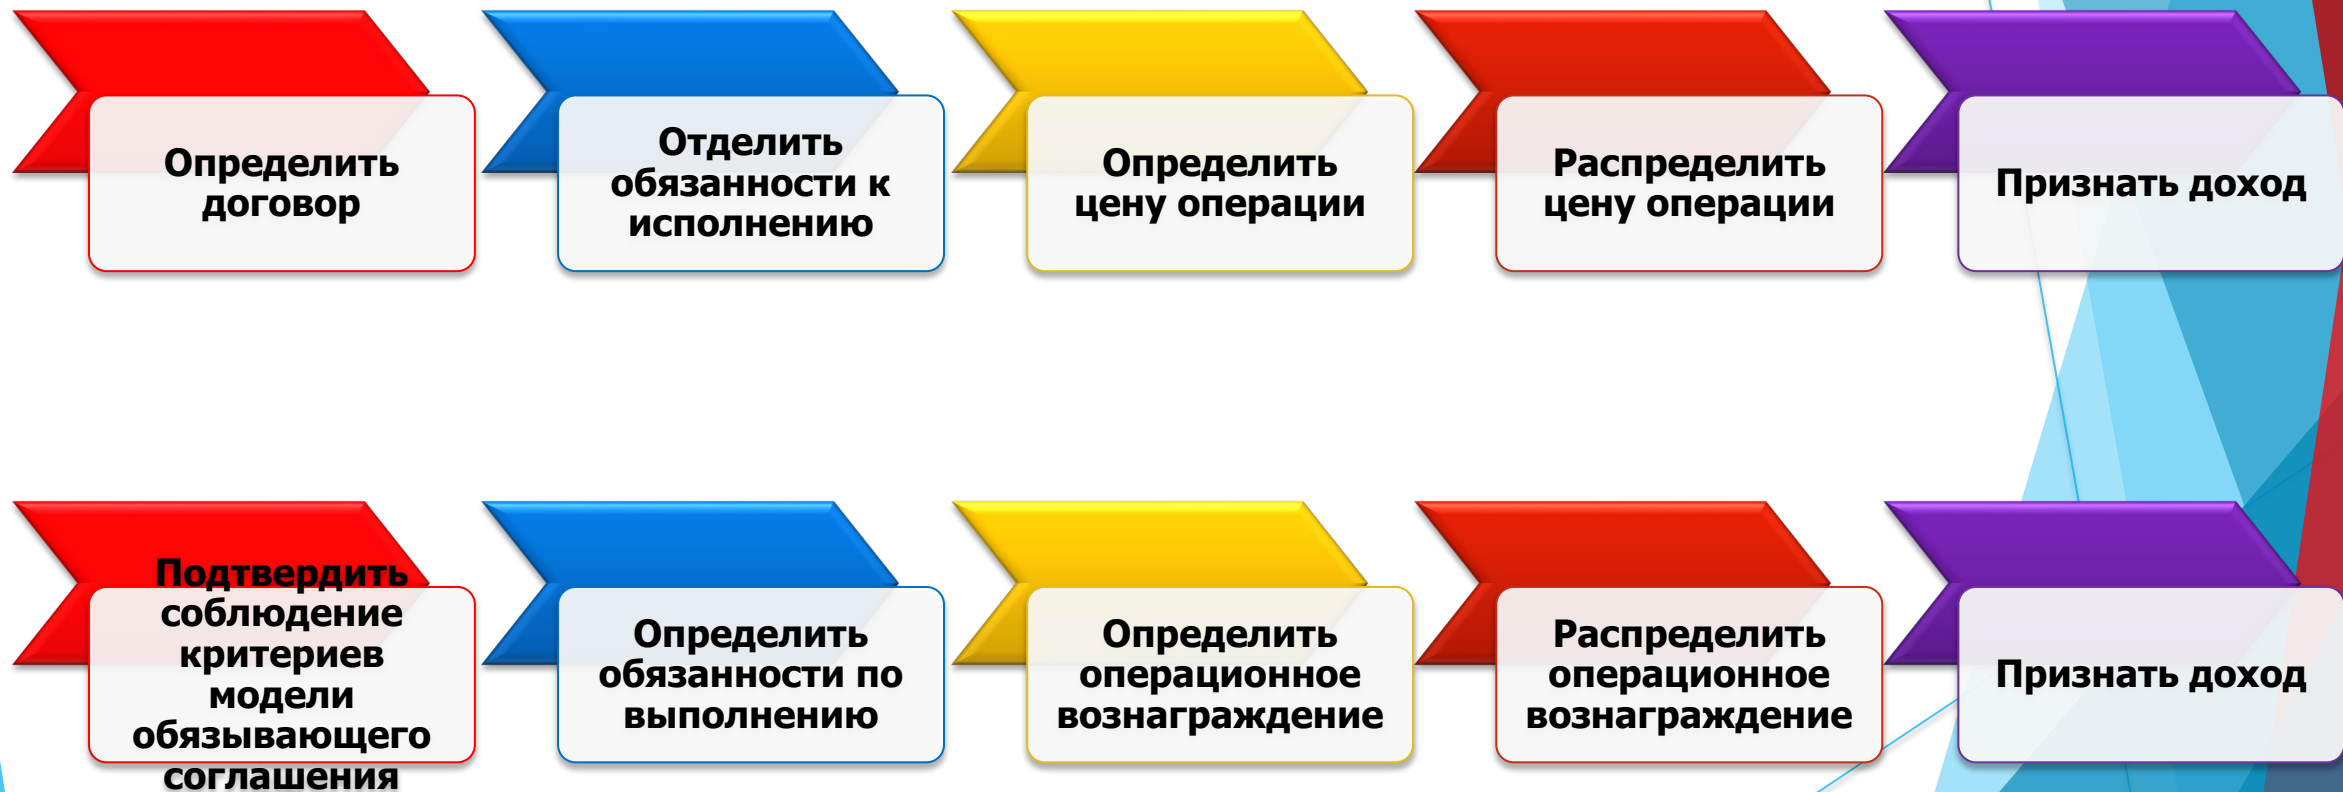 Определить
договор
Отделить
обязанности к
исполнению
Определить
цену операции
Распределить
цену операции
Признать доход
Подтвердить
соблюдение
критериев
модели
обязывающего
соглашения
Определить
обязанности по
выполнению
Определить
операционное
вознаграждение
Распределить
операционное
вознаграждение
Признать доход